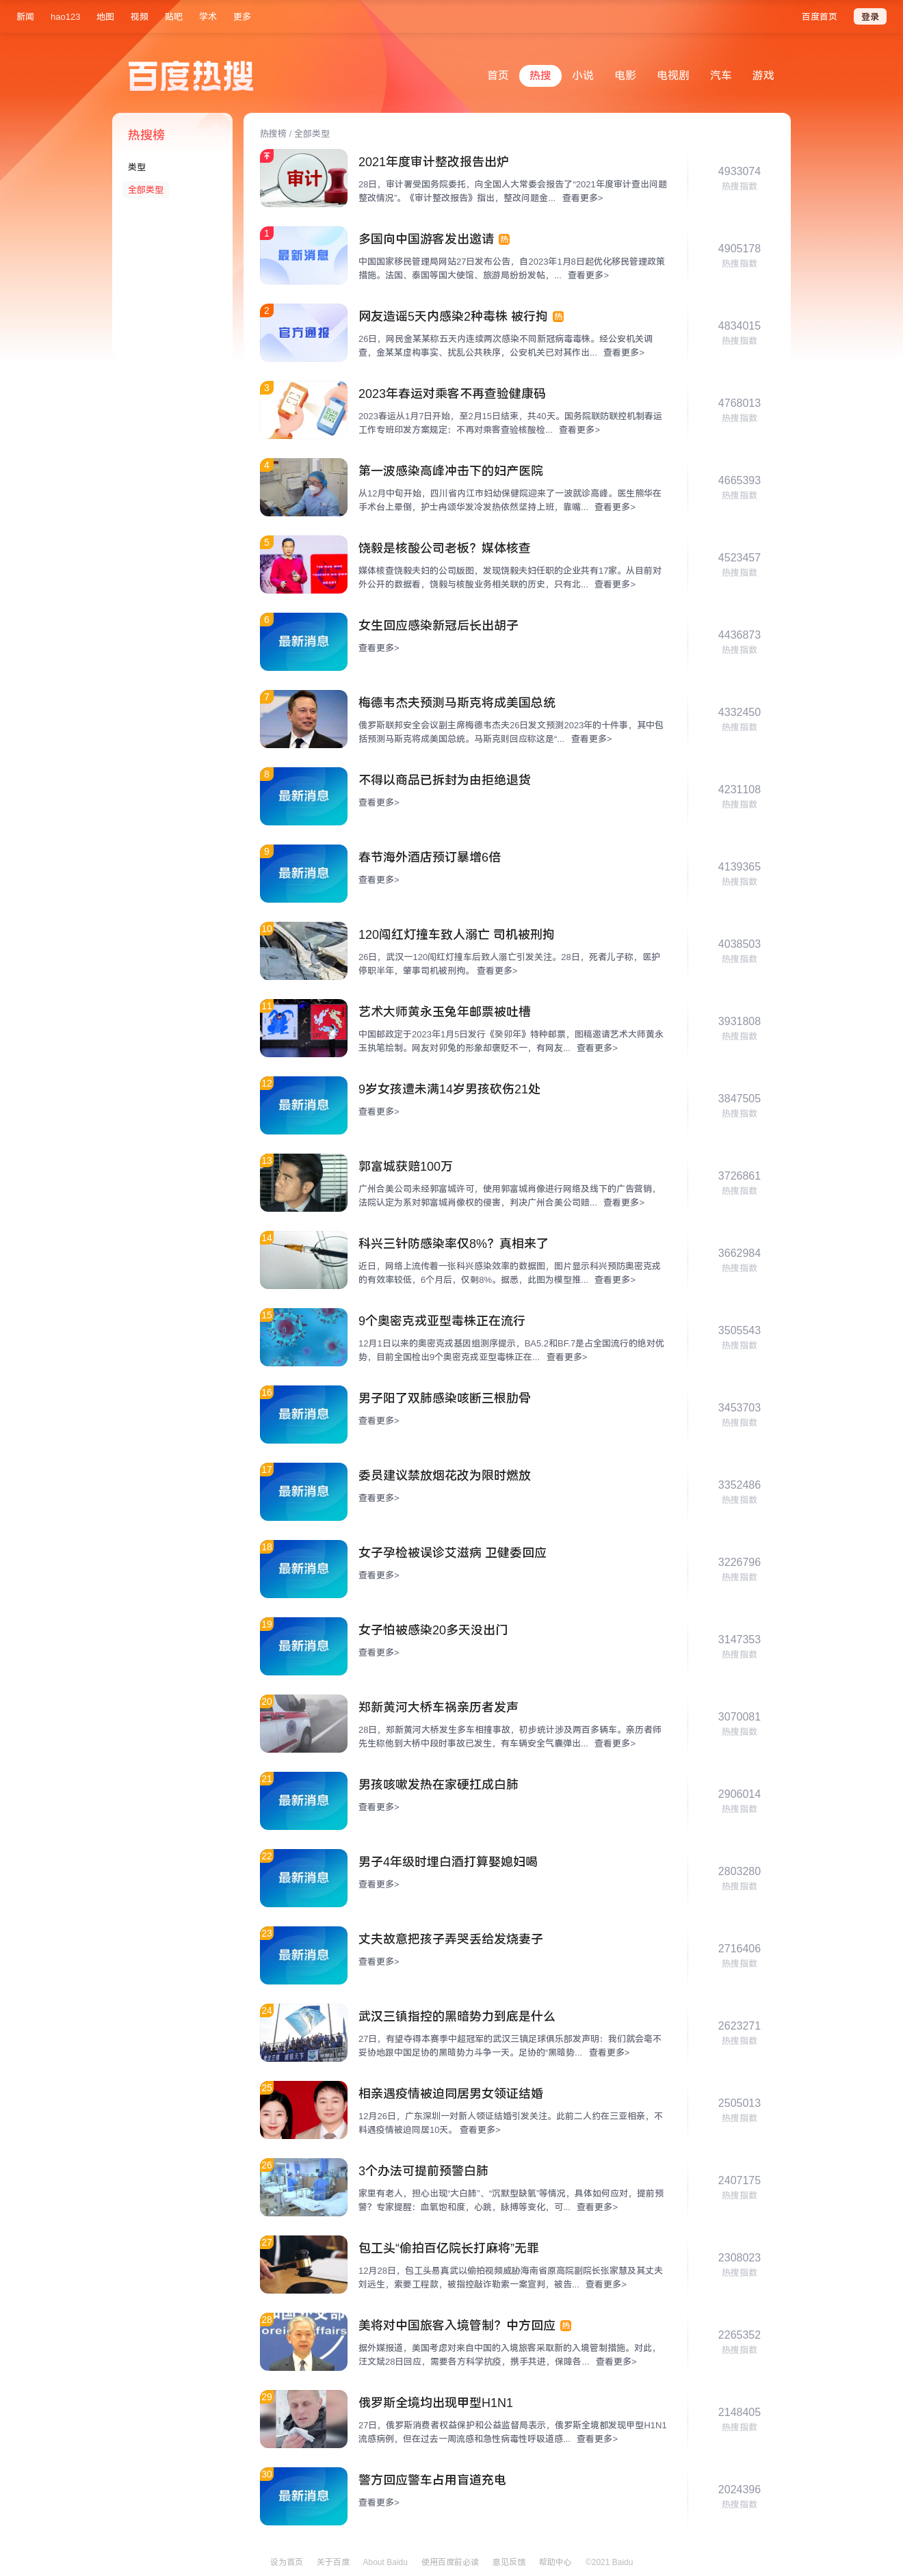 新闻 hao123 地图 视频 贴吧 学术 更多 百度首页 登录
百度热搜
首页 热搜 小说 电影 电视剧 汽车 游戏
热搜榜
类型
全部类型
热搜榜 / 全部类型
审计
2021年度审计整改报告出炉
28日，审计署受国务院委托，向全国人大常委会报告了“2021年度审计查出问题
整改情况”。《审计整改报告》指出，整改问题金... 查看更多>
4933074
热搜指数
1
最新消息
多国向中国游客发出邀请 热
中国国家移民管理局网站27日发布公告，自2023年1月8日起优化移民管理政策
措施。法国、泰国等国大使馆、旅游局纷纷发帖，... 查看更多>
4905178
热搜指数
2
官方通报
网友造谣5天内感染2种毒株 被行拘 热
26日，网民金某某称五天内连续两次感染不同新冠病毒毒株。经公安机关调
查，金某某虚构事实、扰乱公共秩序，公安机关已对其作出... 查看更多>
4834015
热搜指数
3
2023年春运对乘客不再查验健康码
2023春运从1月7日开始，至2月15日结束，共40天。国务院联防联控机制春运
工作专班印发方案规定：不再对乘客查验核酸检... 查看更多>
4768013
热搜指数
4
第一波感染高峰冲击下的妇产医院
从12月中旬开始，四川省内江市妇幼保健院迎来了一波就诊高峰。医生熊华在
手术台上晕倒，护士冉颂华发冷发热依然坚持上班，靠嘴... 查看更多>
4665393
热搜指数
5
饶毅是核酸公司老板？媒体核查
媒体核查饶毅夫妇的公司版图，发现饶毅夫妇任职的企业共有17家。从目前对
外公开的数据看，饶毅与核酸业务相关联的历史，只有北... 查看更多>
4523457
热搜指数
6
最新消息
女生回应感染新冠后长出胡子
查看更多>
4436873
热搜指数
7
梅德韦杰夫预测马斯克将成美国总统
俄罗斯联邦安全会议副主席梅德韦杰夫26日发文预测2023年的十件事，其中包
括预测马斯克将成美国总统。马斯克则回应称这是“... 查看更多>
4332450
热搜指数
8
最新消息
不得以商品已拆封为由拒绝退货
查看更多>
4231108
热搜指数
9
最新消息
春节海外酒店预订暴增6倍
查看更多>
4139365
热搜指数
10
120闯红灯撞车致人溺亡 司机被刑拘
26日，武汉一120闯红灯撞车后致人溺亡引发关注。28日，死者儿子称，医护
停职半年，肇事司机被刑拘。 查看更多>
4038503
热搜指数
11
艺术大师黄永玉兔年邮票被吐槽
中国邮政定于2023年1月5日发行《癸卯年》特种邮票，图稿邀请艺术大师黄永
玉执笔绘制。网友对卯兔的形象却褒贬不一，有网友... 查看更多>
3931808
热搜指数
12
最新消息
9岁女孩遭未满14岁男孩砍伤21处
查看更多>
3847505
热搜指数
13
郭富城获赔100万
广州合美公司未经郭富城许可，使用郭富城肖像进行网络及线下的广告营销，
法院认定为系对郭富城肖像权的侵害，判决广州合美公司赔... 查看更多>
3726861
热搜指数
14
科兴三针防感染率仅8%？真相来了
近日，网络上流传着一张科兴感染效率的数据图，图片显示科兴预防奥密克戎
的有效率较低，6个月后，仅剩8%。据悉，此图为模型推... 查看更多>
3662984
热搜指数
15
9个奥密克戎亚型毒株正在流行
12月1日以来的奥密克戎基因组测序提示，BA5.2和BF.7是占全国流行的绝对优
势，目前全国检出9个奥密克戎亚型毒株正在... 查看更多>
3505543
热搜指数
16
最新消息
男子阳了双肺感染咳断三根肋骨
查看更多>
3453703
热搜指数
17
最新消息
委员建议禁放烟花改为限时燃放
查看更多>
3352486
热搜指数
18
最新消息
女子孕检被误诊艾滋病 卫健委回应
查看更多>
3226796
热搜指数
19
最新消息
女子怕被感染20多天没出门
查看更多>
3147353
热搜指数
20
郑新黄河大桥车祸亲历者发声
28日，郑新黄河大桥发生多车相撞事故，初步统计涉及两百多辆车。亲历者师
先生称他到大桥中段时事故已发生，有车辆安全气囊弹出... 查看更多>
3070081
热搜指数
21
最新消息
男孩咳嗽发热在家硬扛成白肺
查看更多>
2906014
热搜指数
22
最新消息
男子4年级时埋白酒打算娶媳妇喝
查看更多>
2803280
热搜指数
23
最新消息
丈夫故意把孩子弄哭丢给发烧妻子
查看更多>
2716406
热搜指数
24
武汉三镇指控的黑暗势力到底是什么
27日，有望夺得本赛季中超冠军的武汉三镇足球俱乐部发声明：我们就会毫不
妥协地跟中国足协的黑暗势力斗争一天。足协的“黑暗势... 查看更多>
2623271
热搜指数
25
相亲遇疫情被迫同居男女领证结婚
12月26日，广东深圳一对新人领证结婚引发关注。此前二人约在三亚相亲，不
料遇疫情被迫同居10天。 查看更多>
2505013
热搜指数
26
3个办法可提前预警白肺
家里有老人，担心出现“大白肺”、“沉默型缺氧”等情况，具体如何应对，提前预
警？专家提醒：血氧饱和度，心跳，脉搏等变化，可... 查看更多>
2407175
热搜指数
27
包工头“偷拍百亿院长打麻将”无罪
12月28日，包工头易真武以偷拍视频威胁海南省原高院副院长张家慧及其丈夫
刘远生，索要工程款，被指控敲诈勒索一案宣判，被告... 查看更多>
2308023
热搜指数
28
美将对中国旅客入境管制？中方回应 热
据外媒报道，美国考虑对来自中国的入境旅客采取新的入境管制措施。对此，
汪文斌28日回应，需要各方科学抗疫，携手共进，保障各... 查看更多>
2265352
热搜指数
29
俄罗斯全境均出现甲型H1N1
27日，俄罗斯消费者权益保护和公益监督局表示，俄罗斯全境都发现甲型H1N1
流感病例，但在过去一周流感和急性病毒性呼吸道感... 查看更多>
2148405
热搜指数
30
最新消息
警方回应警车占用盲道充电
查看更多>
2024396
热搜指数
设为首页 关于百度 About Baidu 使用百度前必读 意见反馈 帮助中心 ©2021 Baidu